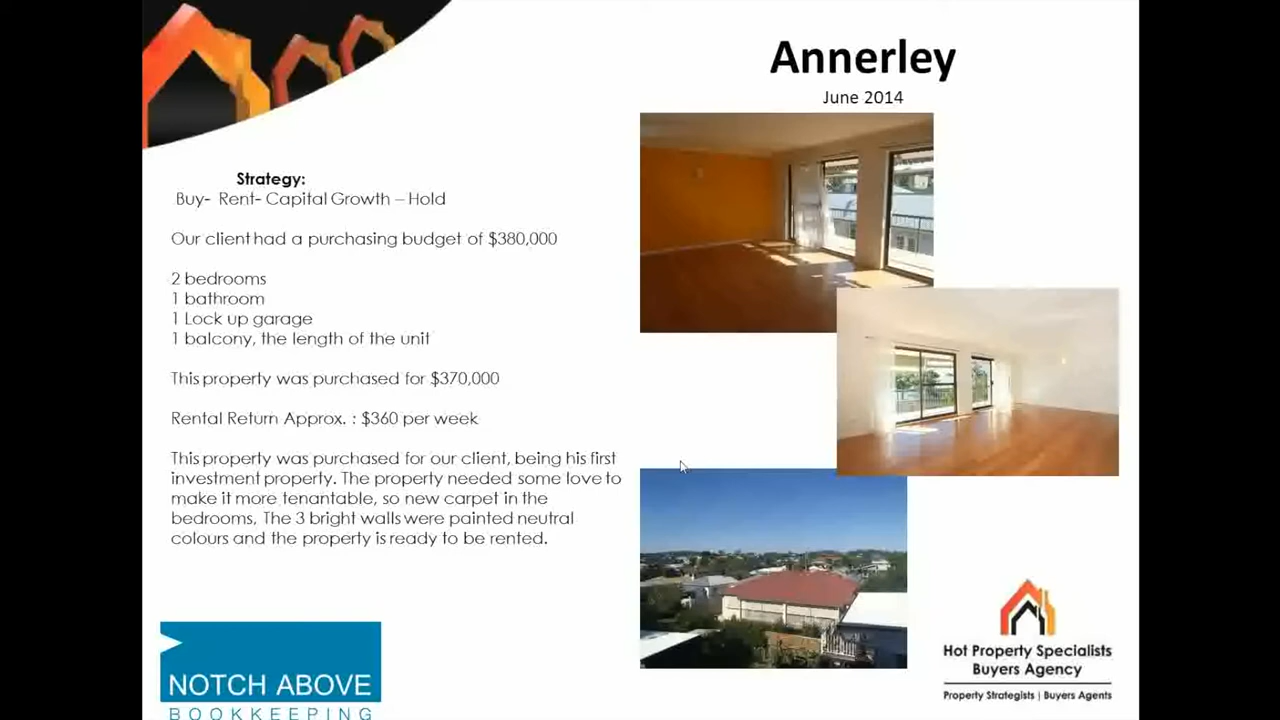 Annerley
June 2014
Strategy:
Buy- Rent- Capital Growth – Hold
Our client had a purchasing budget of $380,000
2 bedrooms
1 bathroom
1 Lock up garage
1 balcony, the length of the unit
This property was purchased for $370,000
Rental Return Approx. : $360 per week
This property was purchased for our client, being his first
investment property. The property needed some love to
make it more tenantable, so new carpet in the
bedrooms, The 3 bright walls were painted neutral
colours and the property is ready to be rented.
NOTCH ABOVE
BOOKKEEPING
Hot Property Specialists
Buyers Agency
Property Strategists | Buyers Agents